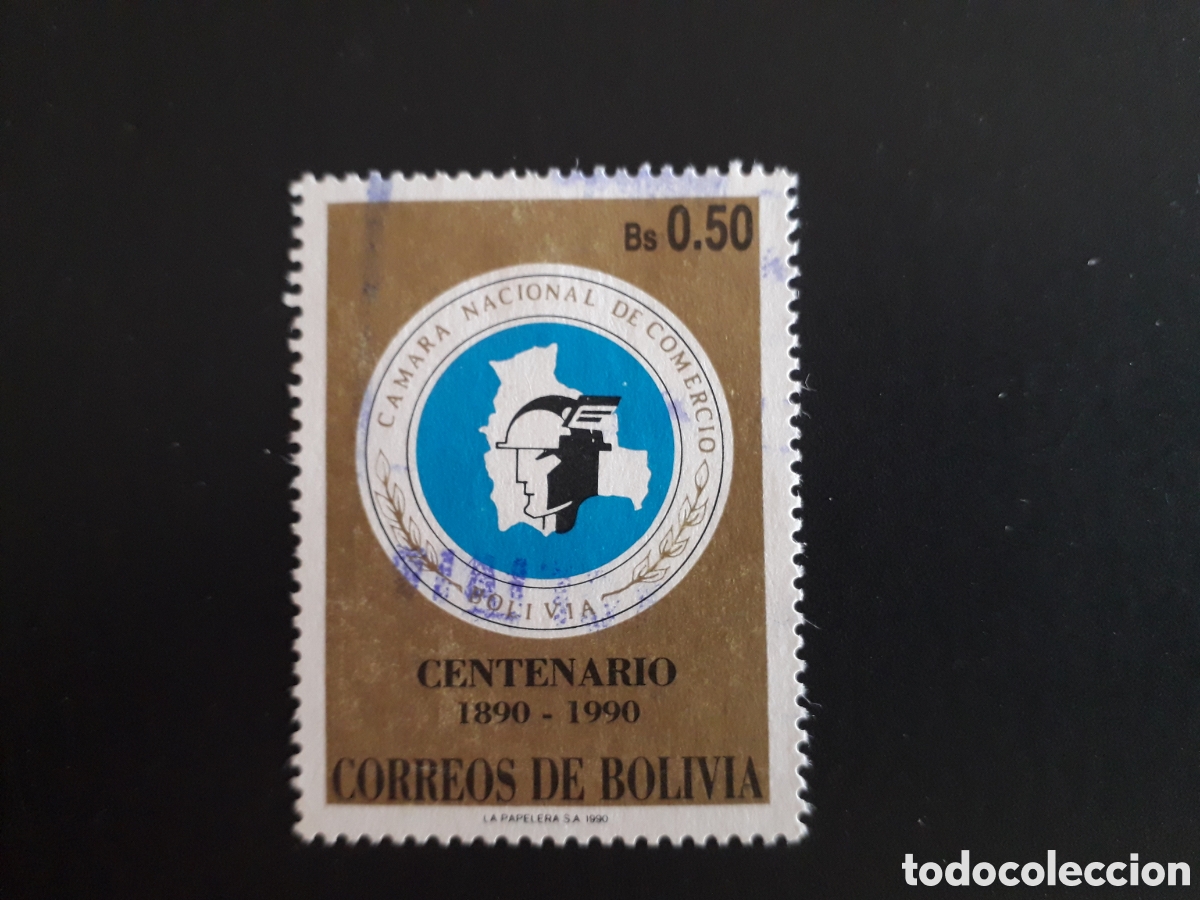 Bs 0.50
CAMARA NACIONAL DE COMERCIO
BOLIVIA
CENTENARIO
1890 - 1990
CORREOS DE BOLIVIA
LA PAPELERA S.A. 1990
todocoleccion